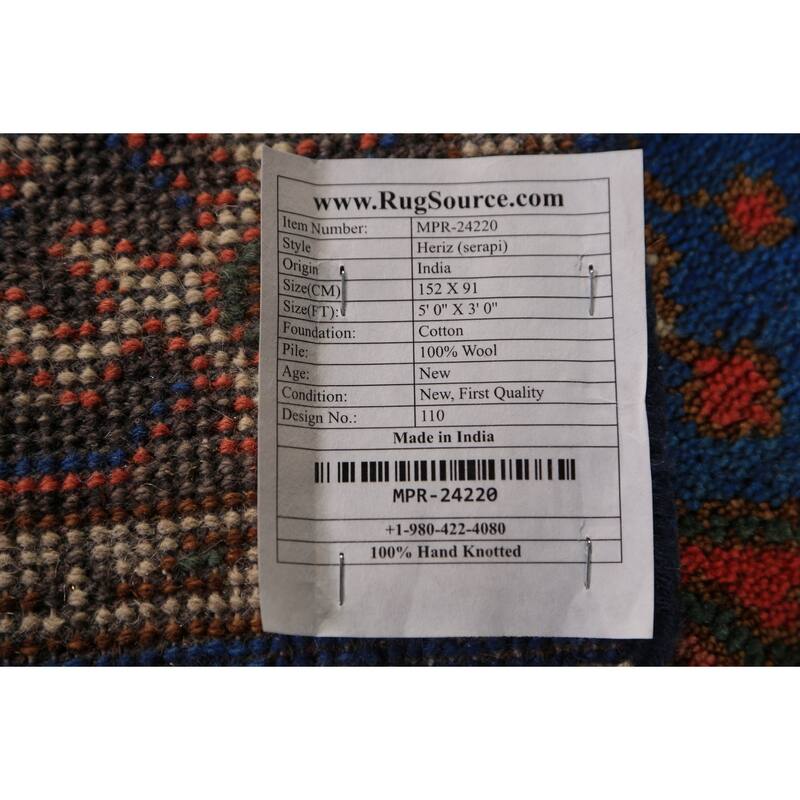 www.RugSource.com
Item Number: MPR-24220
Style Heriz (serapi)
Origin India
Size(CM) 152 X 91
Size(FT): 5' 0" X 3' 0"
Foundation: Cotton
Pile: 100% Wool
Age: New
Condition: New, First Quality
Design No.: 110
Made in India
MPR-24220
+1-980-422-4080
100% Hand Knotted